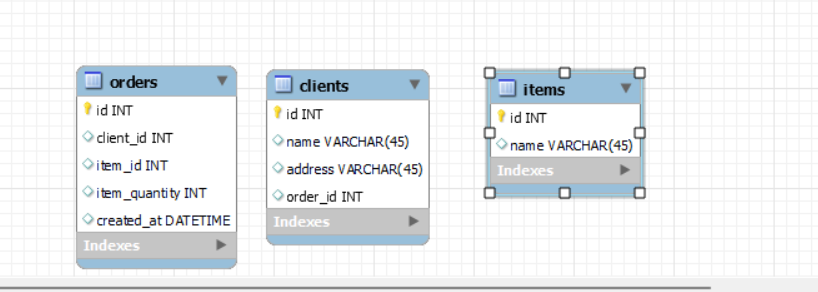 orders
id INT
client_id INT
item_id INT
item_quantity INT
created_at DATETIME
Indexes
clients
id INT
name VARCHAR(45)
address VARCHAR(45)
order_id INT
Indexes
items
id INT
name VARCHAR(45)
Indexes